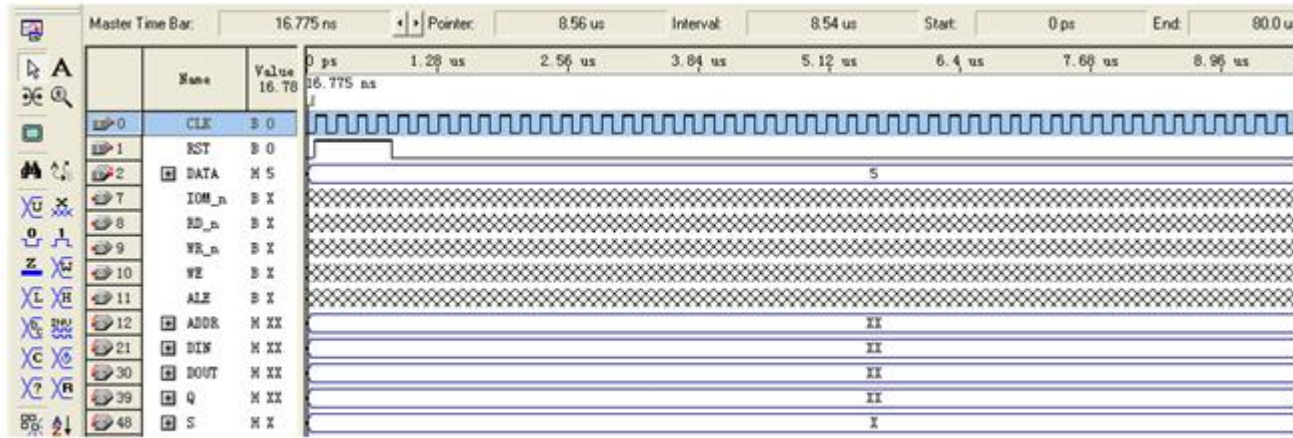 Master Time Bar: 16.775 ns Pointer: 8.56 us Interval: 8.54 us Start: 0 ps End: 80.0 u
Name Value 16.78
0 ps 1.28 us 2.56 us 3.84 us 5.12 us 6.4 us 7.68 us 8.96 us
16.775 ns
0 CLK B 0
1 RST B 0
2 DATA H 5 5
7 IOM_n B X
8 RD_n B X
9 WR_n B X
10 WE B X
11 ALE B X
12 ADDR H XX XX
21 DIN H XX XX
30 DOUT H XX XX
39 Q H XX XX
48 S H X X